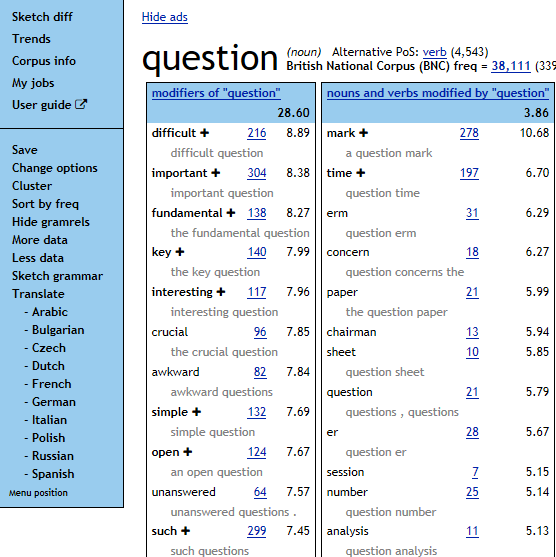 Sketch diff
Trends
Corpus info
My jobs
User guide
Save
Change options
Cluster
Sort by freq
Hide gramrels
More data
Less data
Sketch grammar
Translate
- Arabic
- Bulgarian
- Czech
- Dutch
- French
- German
- Italian
- Polish
- Russian
- Spanish
Menu position
Hide ads
question (noun) Alternative PoS: verb (4,543)
British National Corpus (BNC) freq = 38,111 (339
modifiers of "question"
28.60
difficult + 216 8.89
difficult question
important + 304 8.38
important question
fundamental + 138 8.27
the fundamental question
key + 140 7.99
the key question
interesting + 117 7.96
interesting question
crucial 96 7.85
the crucial question
awkward 82 7.84
awkward questions
simple + 132 7.69
simple question
open + 124 7.67
an open question
unanswered 64 7.57
unanswered questions .
such + 299 7.45
such questions
nouns and verbs modified by "question"
3.86
mark + 278 10.68
a question mark
time + 197 6.70
question time
erm 31 6.29
question erm
concern 18 6.27
question concerns the
paper 21 5.99
the question paper
chairman 13 5.94
sheet 10 5.85
question sheet
question 21 5.79
questions , questions
er 28 5.67
question er
session 7 5.15
number 25 5.14
question number
analysis 11 5.13
question analysis